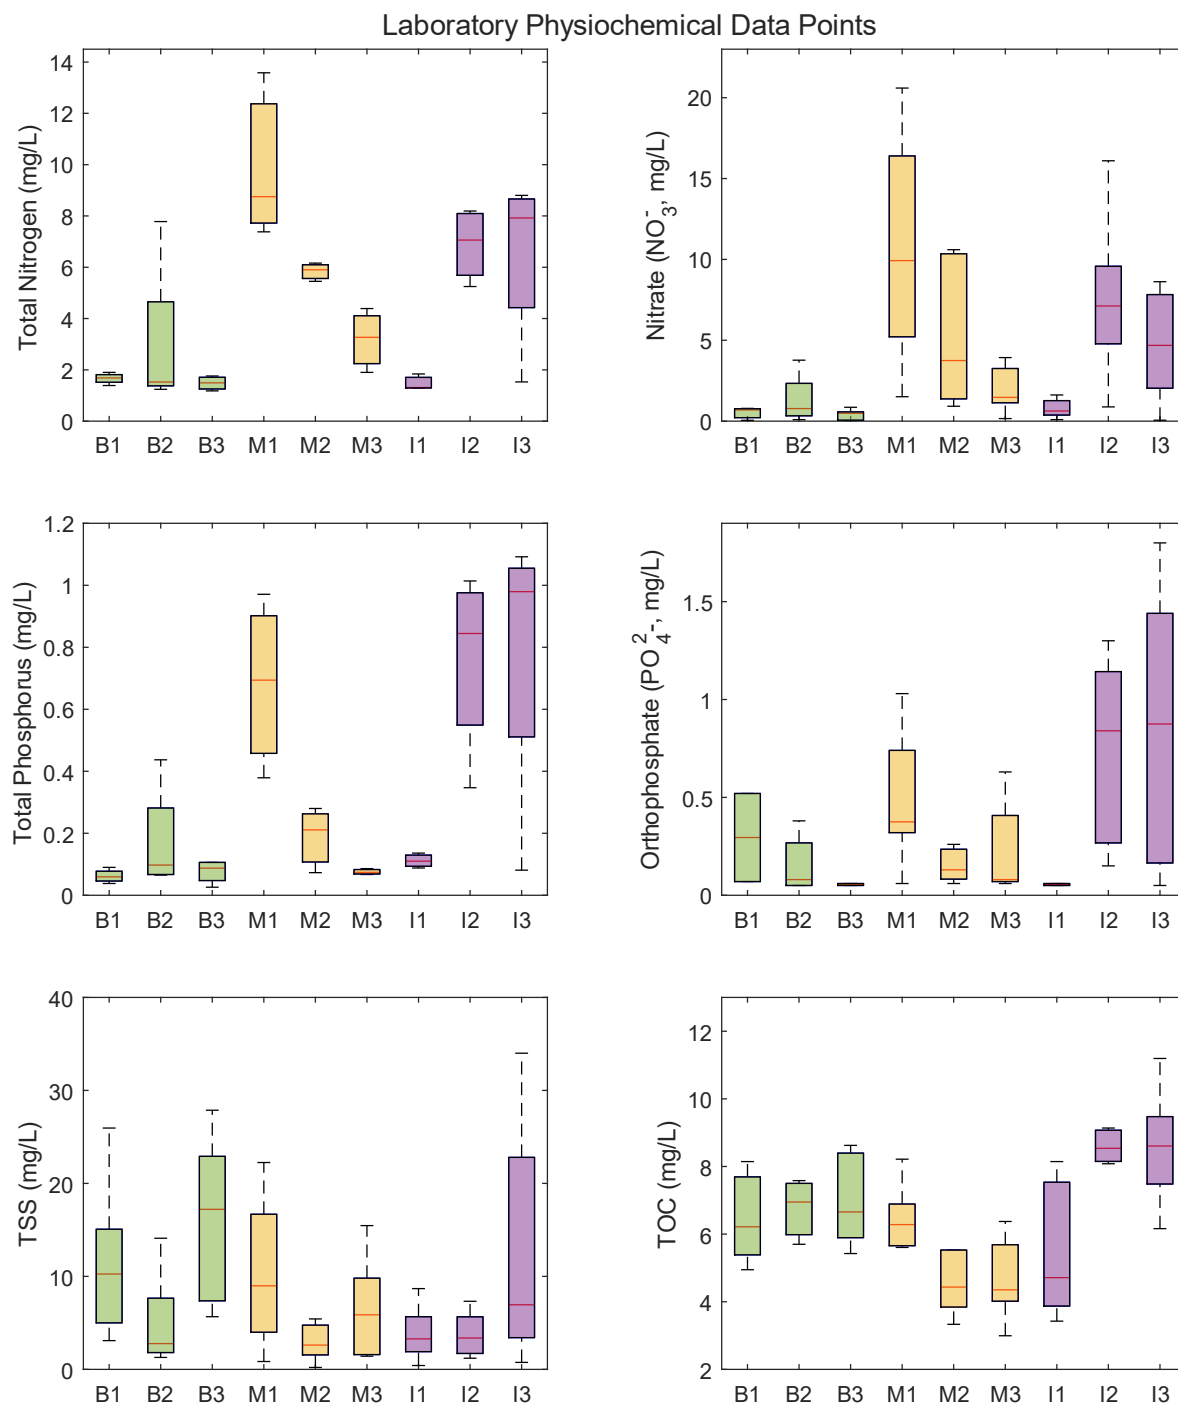 Laboratory Physiochemical Data Points
Total Nitrogen (mg/L)
14
12
10
8
6
4
2
0
B1 B2 B3 M1 M2 M3 I1 I2 I3
Nitrate (NO3-, mg/L)
20
15
10
5
0
B1 B2 B3 M1 M2 M3 I1 I2 I3
Total Phosphorus (mg/L)
1.2
1
0.8
0.6
0.4
0.2
0
B1 B2 B3 M1 M2 M3 I1 I2 I3
Orthophosphate (PO42-, mg/L)
1.5
1
0.5
0
B1 B2 B3 M1 M2 M3 I1 I2 I3
TSS (mg/L)
40
30
20
10
0
B1 B2 B3 M1 M2 M3 I1 I2 I3
TOC (mg/L)
12
10
8
6
4
2
B1 B2 B3 M1 M2 M3 I1 I2 I3